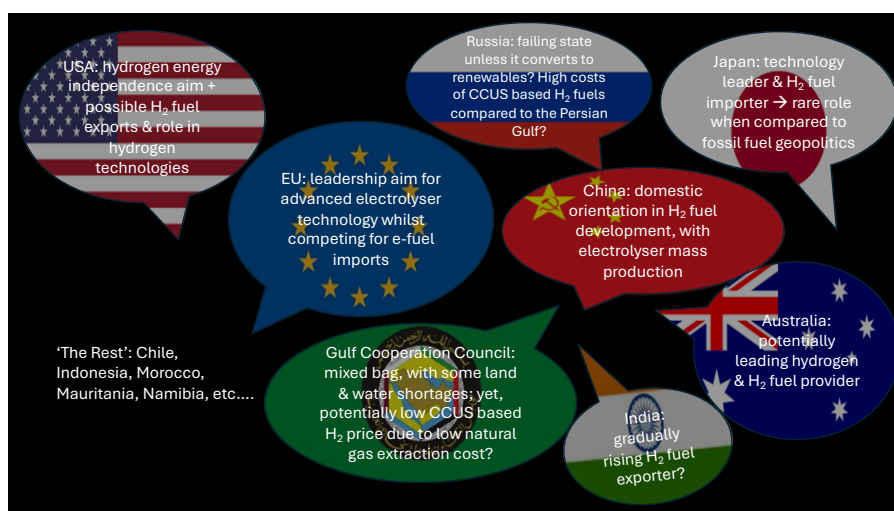 USA: hydrogen energy
independence aim +
possible H₂ fuel
exports & role in
hydrogen
technologies
Russia: failing state
unless it converts to
renewables? High costs
of CCUS based H₂ fuels
compared to the Persian
Gulf?
Japan: technology
leader & H₂ fuel
importer → rare role
when compared to
fossil fuel geopolitics
EU: leadership aim for
advanced electrolyser
technology whilst
competing for e-fuel
imports
China: domestic
orientation in H₂ fuel
development, with
electrolyser mass
production
'The Rest': Chile,
Indonesia, Morocco,
Mauritania, Namibia, etc....
Gulf Cooperation Council:
mixed bag, with some land
& water shortages; yet,
potentially low CCUS based
H₂ price due to low natural
gas extraction cost?
Australia:
potentially
leading hydrogen
& H₂ fuel provider
India:
gradually
rising H₂ fuel
exporter?